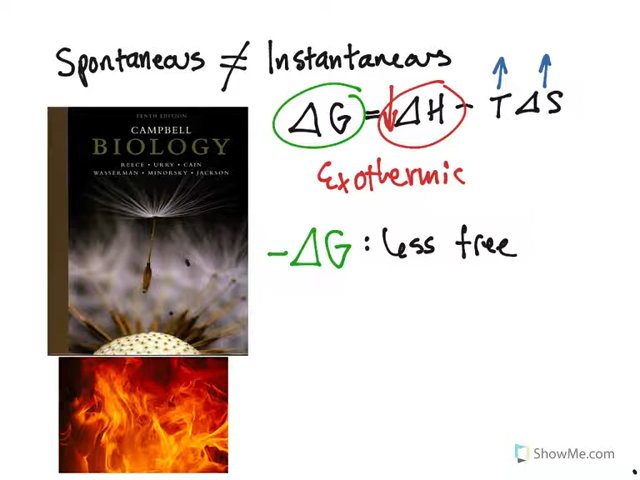 Spontaneous ≠ Instantaneous
ΔG = ↓ΔH - TΔS
↑ ↑
Exothermic
-ΔG : less free
TENTH EDITION
CAMPBELL
BIOLOGY
REECE • URRY • CAIN
WASSERMAN • MINORSKY • JACKSON
ShowMe.com